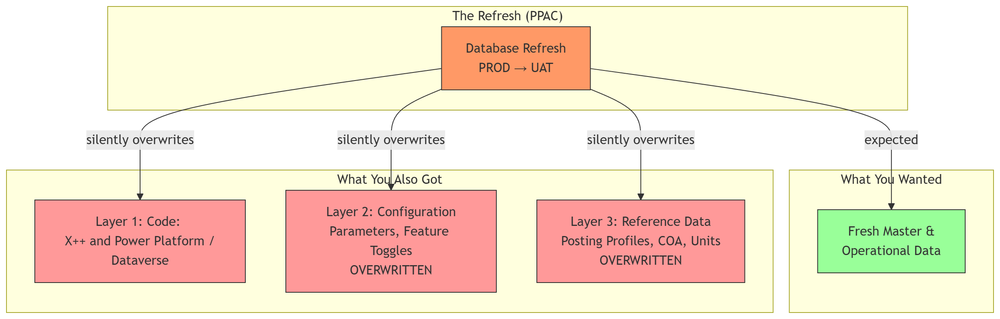 The Refresh (PPAC)
Database Refresh
PROD → UAT
silently overwrites
silently overwrites
silently overwrites
expected
What You Also Got
What You Wanted
Layer 1: Code:
X++ and Power Platform /
Dataverse
Layer 2: Configuration
Parameters, Feature
Toggles
OVERWRITTEN
Layer 3: Reference Data
Posting Profiles, COA, Units
OVERWRITTEN
Fresh Master &
Operational Data